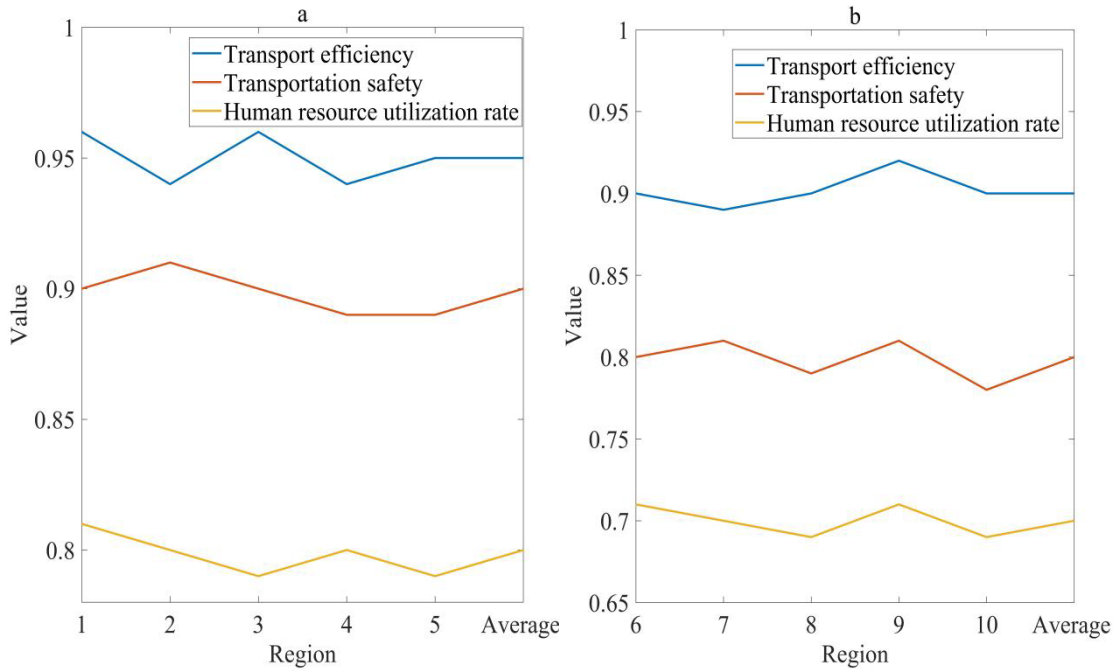 a
Transport efficiency
Transportation safety
Human resource utilization rate
1
0.95
0.9
0.85
0.8
Value
1 2 3 4 5 Average
Region
b
Transport efficiency
Transportation safety
Human resource utilization rate
1
0.95
0.9
0.85
0.8
0.75
0.7
0.65
Value
6 7 8 9 10 Average
Region